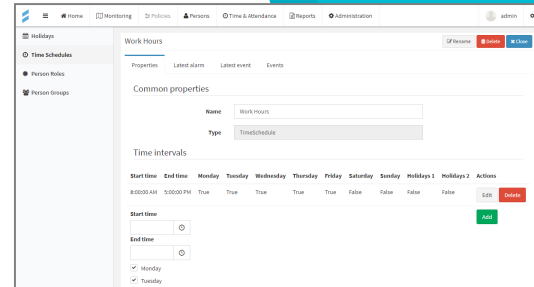 Home Monitoring Policies Persons Time & Attendance Reports Administration admin
Holidays
Time Schedules
Person Roles
Person Groups
Work Hours
Rename Delete Close
Properties Latest alarm Latest event Events
Common properties
Name Work Hours
Type TimeSchedule
Time intervals
Start time End time Monday Tuesday Wednesday Thursday Friday Saturday Sunday Holidays 1 Holidays 2 Actions
8:00:00 AM 5:00:00 PM True True True True True False False False False Edit Delete
Start time
Add
End time
Monday
Tuesday